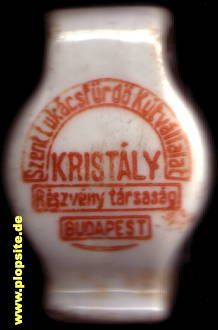 Szent Lukácsfürdő Kútvállalat
KRISTÁLY
Részvény társaság
BUDAPEST
www.plopsite.de